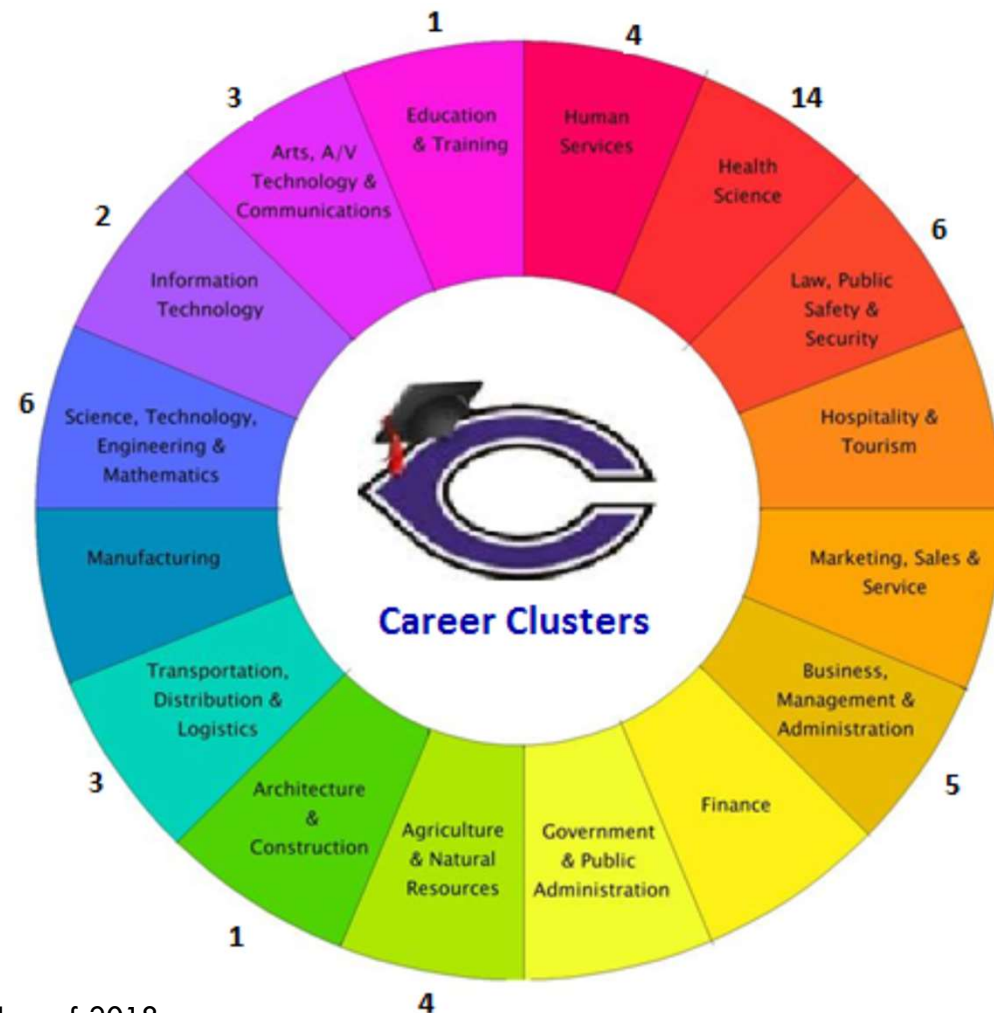 1
4
14
6
5
4
1
3
6
2
3
Education
& Training
Human
Services
Health
Science
Law, Public
Safety &
Security
Hospitality &
Tourism
Marketing, Sales &
Service
Business,
Management &
Administration
Finance
Government
& Public
Administration
Agriculture
& Natural
Resources
Architecture
&
Construction
Transportation,
Distribution &
Logistics
Manufacturing
Science, Technology,
Engineering &
Mathematics
Information
Technology
Arts, A/V
Technology &
Communications
C
Career Clusters
of 2018